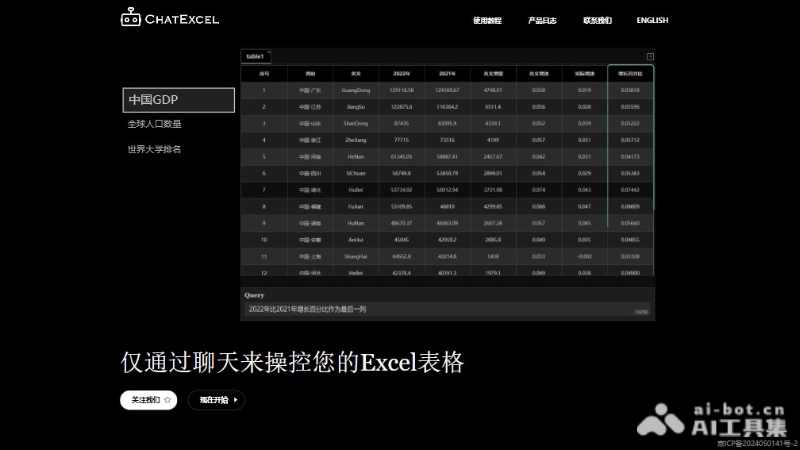 CHATEXCEL
使用教程 产品日志 联系我们 ENGLISH
中国GDP
全球人口数量
世界大学排名
table1
序号 省份 英文 2022年 2021年 名义增量 名义增速 实际增速 增长百分比
1 中国-广东 GuangDong 129118.58 124369.67 4748.91 0.038 0.019 0.03818
2 中国-江苏 JiangSu 122875.6 116364.2 6511.4 0.056 0.028 0.05596
3 中国-山东 ShanDong 87435 83095.9 4339.1 0.052 0.039 0.05222
4 中国-浙江 ZheJiang 77715 73516 4199 0.057 0.031 0.05712
5 中国-河南 HeNan 61345.05 58887.41 2457.67 0.042 0.031 0.04173
6 中国-四川 SiChuan 56749.8 53850.79 2899.01 0.054 0.029 0.05383
7 中国-湖北 HuBei 53734.92 50012.94 3721.98 0.074 0.043 0.07442
8 中国-福建 FuJian 53109.85 48810 4299.85 0.088 0.047 0.08809
9 中国-湖南 HuNan 48670.37 46063.09 2607.28 0.057 0.045 0.05660
10 中国-安徽 AnHui 45045 42959.2 2085.8 0.049 0.035 0.04855
11 中国-上海 ShangHai 44652.8 43214.8 1438 0.033 -0.002 0.03328
12 中国-河北 HeBei 42370.4 40391.3 1979.1 0.049 0.038 0.04900
Query
2022年比2021年增长百分比作为最后一列
仅通过聊天来操控您的Excel表格
关注我们 现在开始
ai-bot.cn
AI工具集
京ICP备2024050141号-2